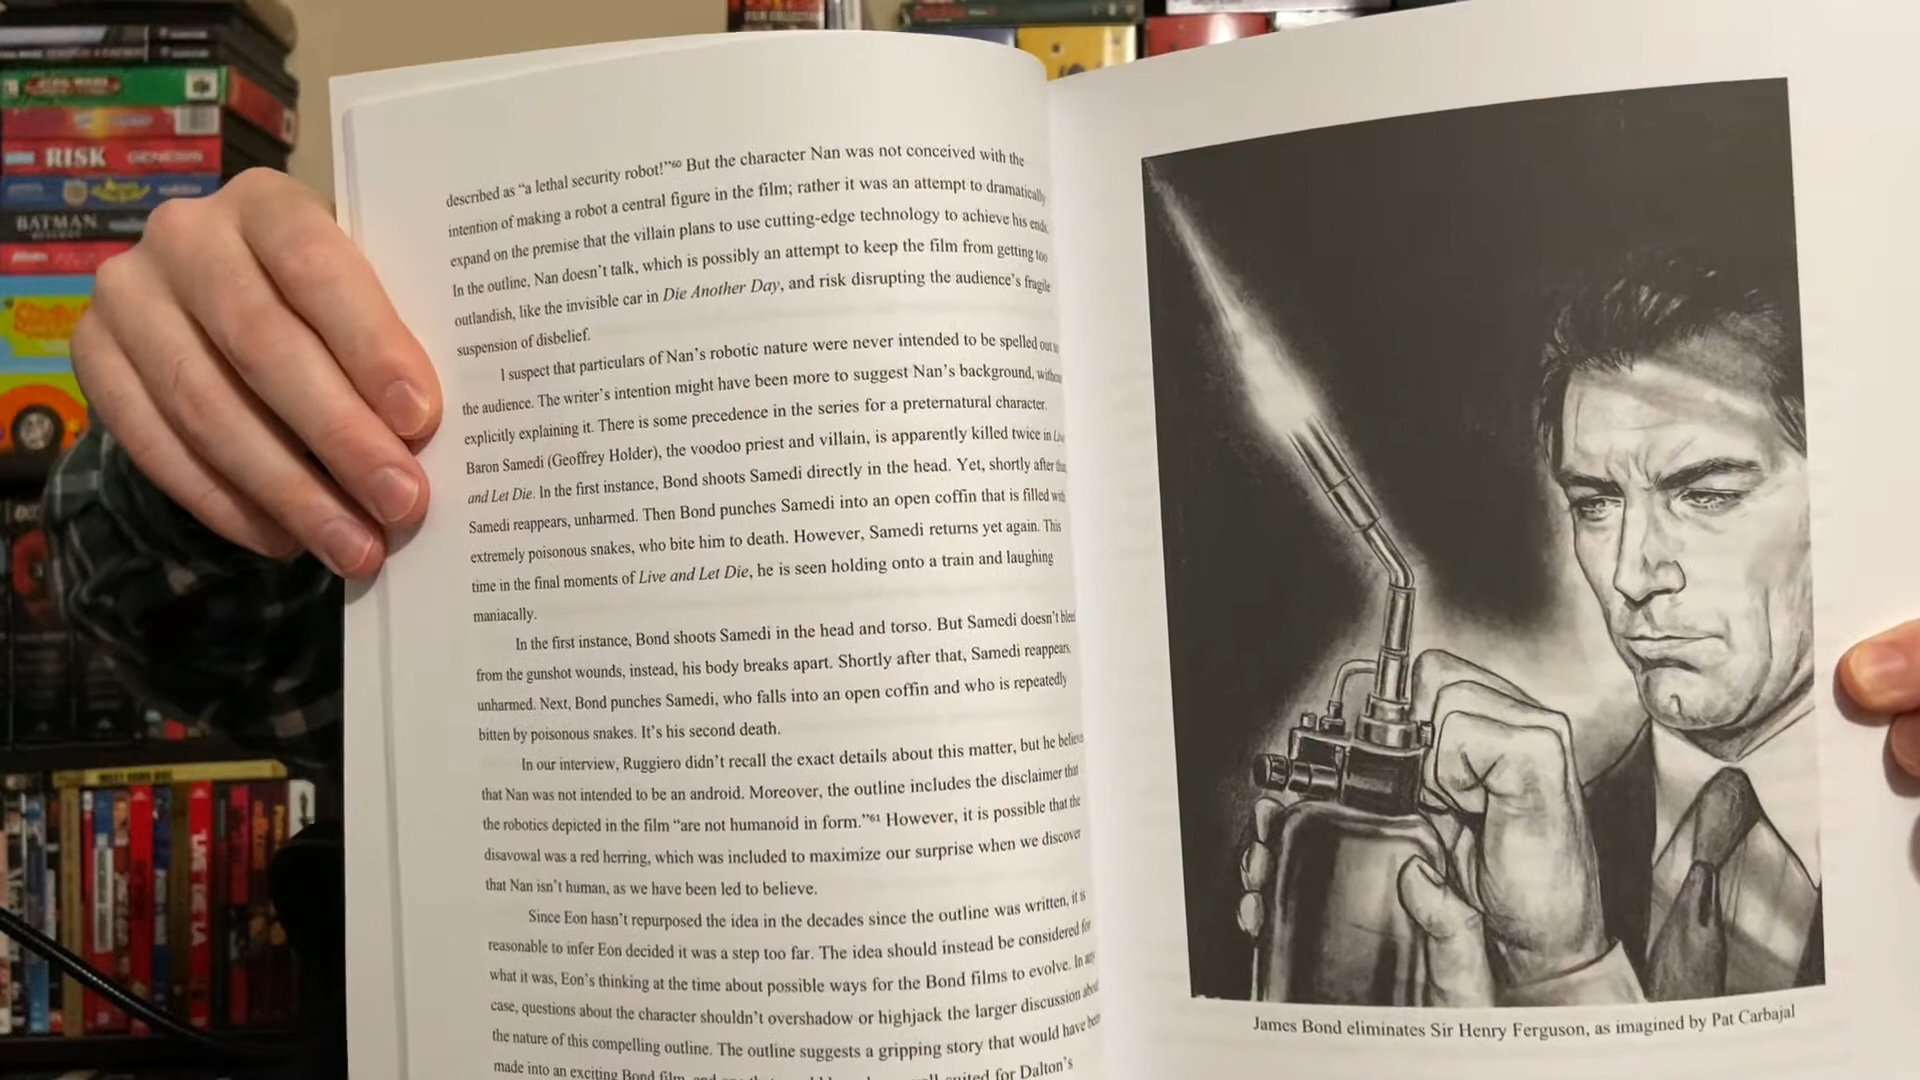 FILM COLLECTION
STAR WARS
RISK GENESIS
BATMAN
described as “a lethal security robot!”⁶⁰ But the character Nan was not conceived with the
intention of making a robot a central figure in the film; rather it was an attempt to dramatically
expand on the premise that the villain plans to use cutting-edge technology to achieve his ends.
In the outline, Nan doesn’t talk, which is possibly an attempt to keep the film from getting too
outlandish, like the invisible car in Die Another Day, and risk disrupting the audience’s fragile
suspension of disbelief.
I suspect that particulars of Nan’s robotic nature were never intended to be spelled out to
the audience. The writer’s intention might have been more to suggest Nan’s background, without
explicitly explaining it. There is some precedence in the series for a preternatural character.
Baron Samedi (Geoffrey Holder), the voodoo priest and villain, is apparently killed twice in Live
and Let Die. In the first instance, Bond shoots Samedi directly in the head. Yet, shortly after
Samedi reappears, unharmed. Then Bond punches Samedi into an open coffin that is filled with
extremely poisonous snakes, who bite him to death. However, Samedi returns yet again. This
time in the final moments of Live and Let Die, he is seen holding onto a train and laughing
maniacally.
In the first instance, Bond shoots Samedi in the head and torso. But Samedi doesn’t bleed
from the gunshot wounds, instead, his body breaks apart. Shortly after that, Samedi reappears,
unharmed. Next, Bond punches Samedi, who falls into an open coffin and who is repeatedly
bitten by poisonous snakes. It’s his second death.
In our interview, Ruggiero didn’t recall the exact details about this matter, but he believes
that Nan was not intended to be an android. Moreover, the outline includes the disclaimer that
the robotics depicted in the film “are not humanoid in form.”⁶¹ However, it is possible that the
disavowal was a red herring, which was included to maximize our surprise when we discover
that Nan isn’t human, as we have been led to believe.
Since Eon hasn’t repurposed the idea in the decades since the outline was written, it is
reasonable to infer Eon decided it was a step too far. The idea should instead be considered for
what it was, Eon’s thinking at the time about possible ways for the Bond films to evolve. In any
case, questions about the character shouldn’t overshadow or highjack the larger discussion about
the nature of this compelling outline. The outline suggests a gripping story that would have been
made into an exciting Bond film, suited for Dalton’s
James Bond eliminates Sir Henry Ferguson, as imagined by Pat Carbajal